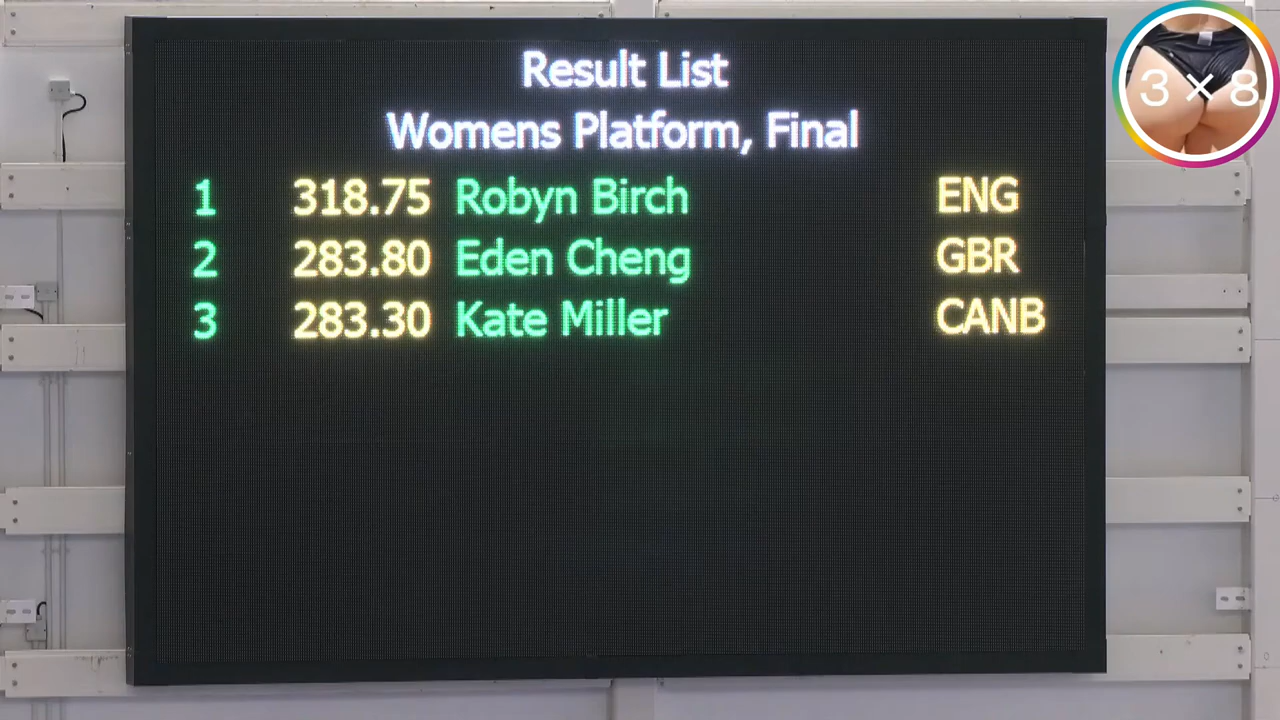 Result List
Womens Platform, Final
1 318.75 Robyn Birch ENG
2 283.80 Eden Cheng GBR
3 283.30 Kate Miller CANB
3 × 8